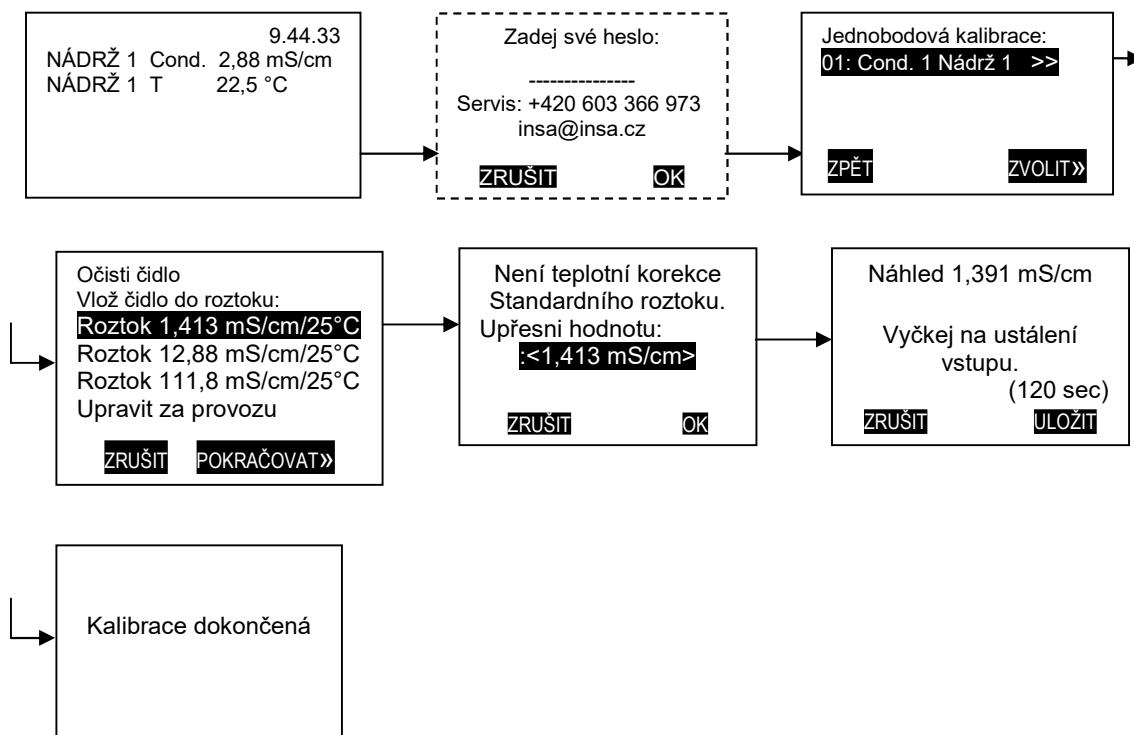 9.44.33
NÁDRŽ 1 Cond. 2,88 mS/cm
NÁDRŽ 1 T 22,5 °C
Zadej své heslo:
---------------
Servis: +420 603 366 973
insa@insa.cz
ZRUŠIT OK
Jednobodová kalibrace:
01: Cond. 1 Nádrž 1 >>
ZPĚT ZVOLIT»
Očisti čidlo
Vlož čidlo do roztoku:
Roztok 1,413 mS/cm/25°C
Roztok 12,88 mS/cm/25°C
Roztok 111,8 mS/cm/25°C
Upravit za provozu
ZRUŠIT POKRAČOVAT»
Není teplotní korekce
Standardního roztoku.
Upřesni hodnotu:
:<1,413 mS/cm>
ZRUŠIT OK
Náhled 1,391 mS/cm
Vyčkej na ustálení
vstupu.
(120 sec)
ZRUŠIT ULOŽIT
Kalibrace dokončená